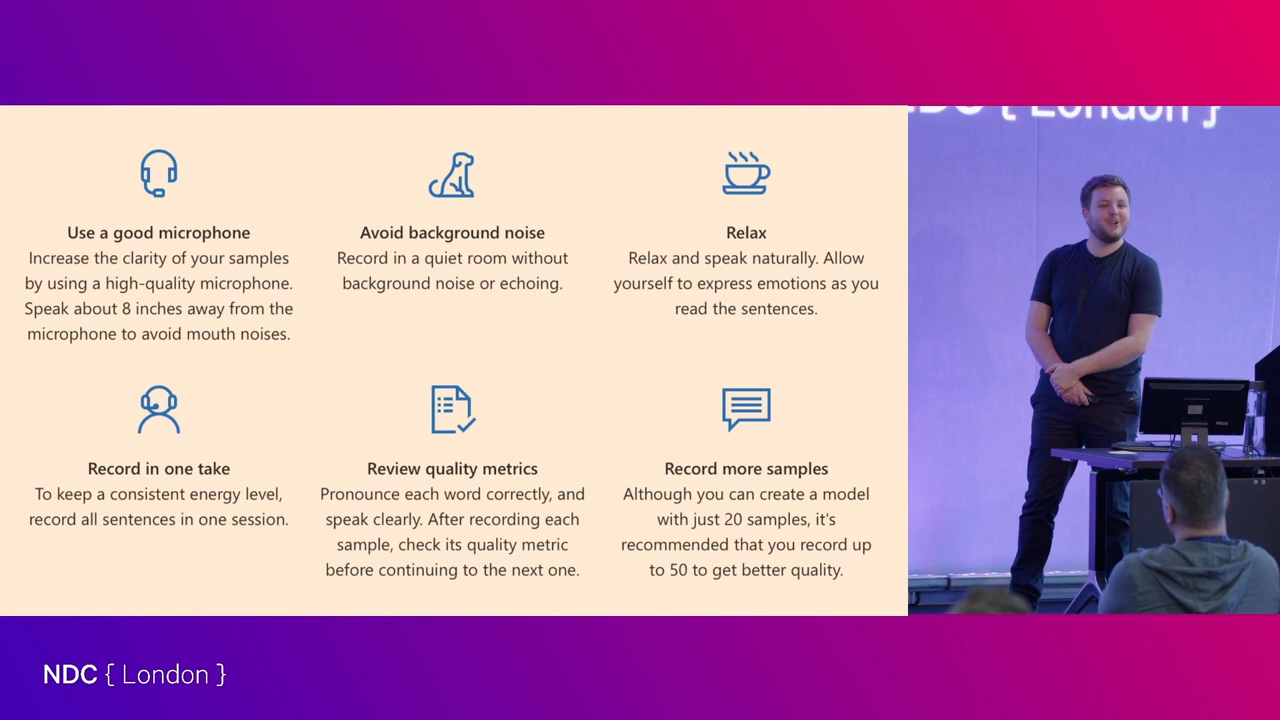 NDC { London }
Use a good microphone
Increase the clarity of your samples
by using a high-quality microphone.
Speak about 8 inches away from the
microphone to avoid mouth noises.
Avoid background noise
Record in a quiet room without
background noise or echoing.
Relax
Relax and speak naturally. Allow
yourself to express emotions as you
read the sentences.
Record in one take
To keep a consistent energy level,
record all sentences in one session.
Review quality metrics
Pronounce each word correctly, and
speak clearly. After recording each
sample, check its quality metric
before continuing to the next one.
Record more samples
Although you can create a model
with just 20 samples, it's
recommended that you record up
to 50 to get better quality.
NDC { London }